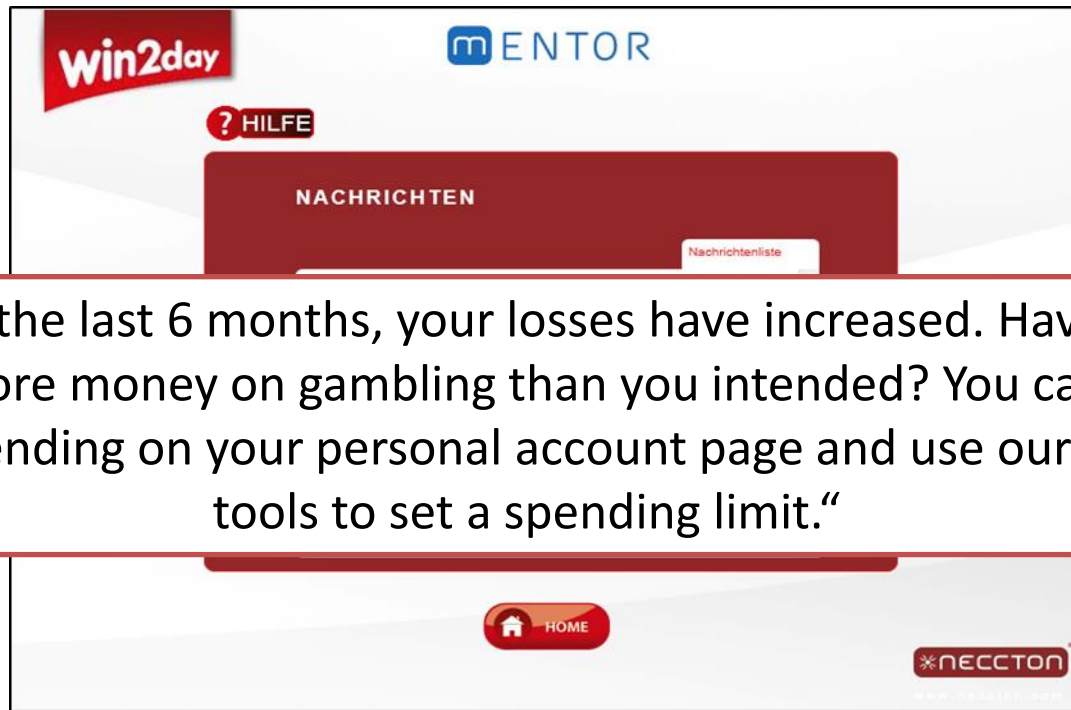 win2day
mENTOR
? HILFE
NACHRICHTEN
Nachrichtenliste
the last 6 months, your losses have increased. Hav
ore money on gambling than you intended? You ca
ending on your personal account page and use our
tools to set a spending limit.“
HOME
neccton